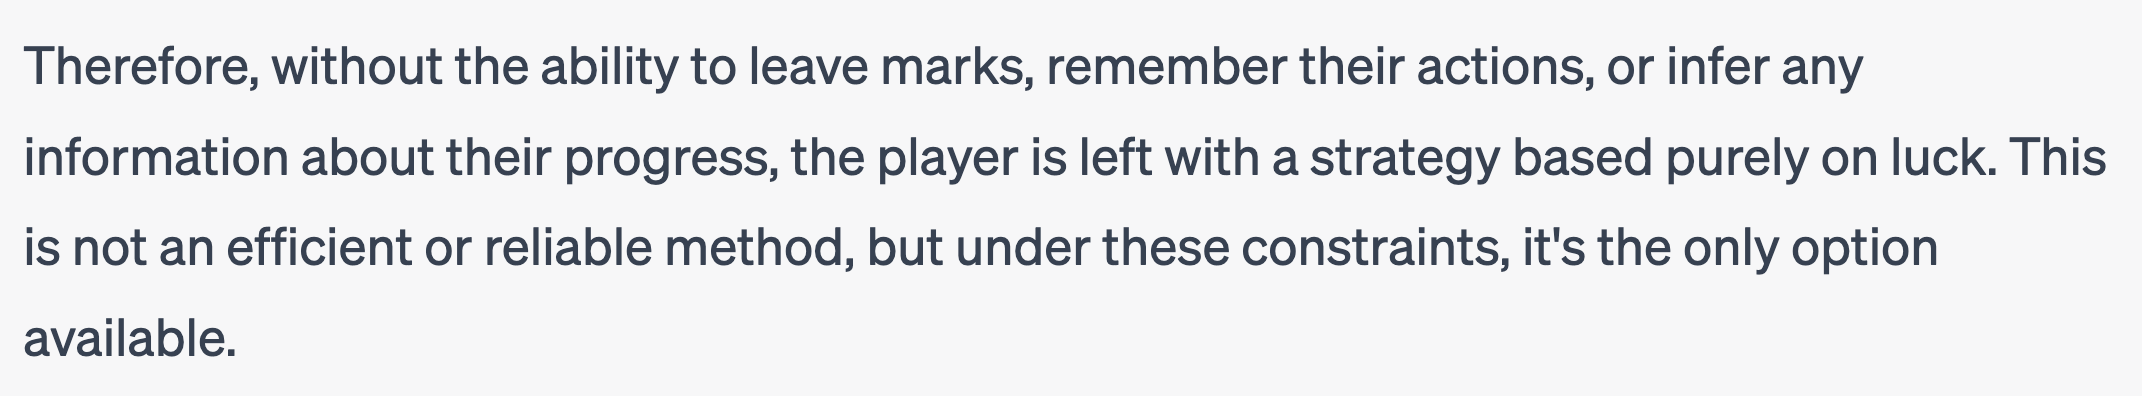 Therefore, without the ability to leave marks, remember their actions, or infer any
information about their progress, the player is left with a strategy based purely on luck. This
is not an efficient or reliable method, but under these constraints, it's the only option
available.